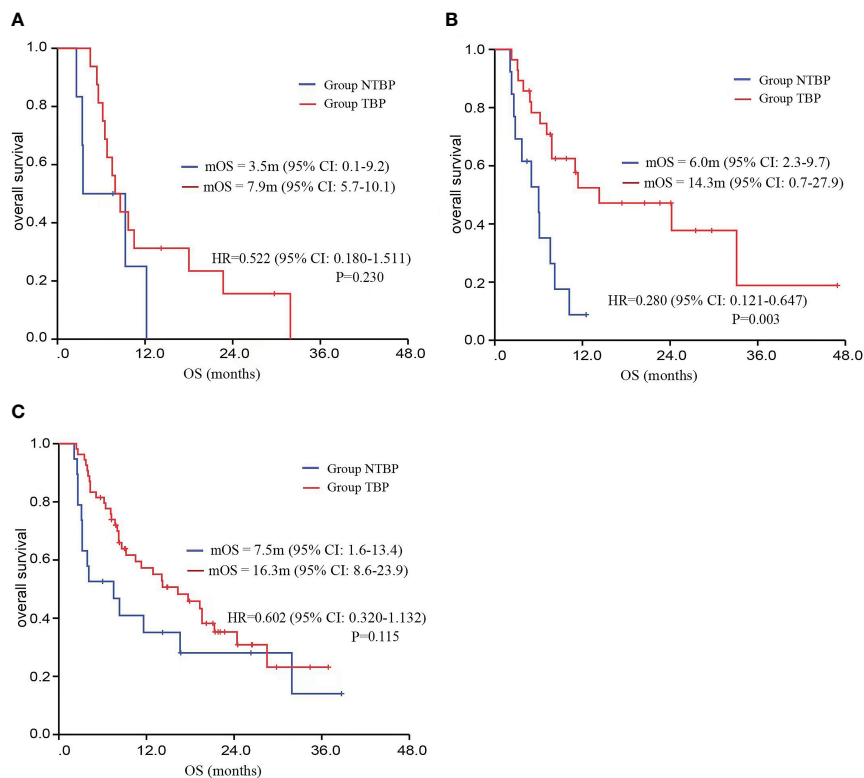 A
1.0
0.8
0.6
0.4
0.2
0.0
overall survival
Group NTBP
Group TBP
mOS = 3.5m (95% CI: 0.1-9.2)
mOS = 7.9m (95% CI: 5.7-10.1)
HR=0.522 (95% CI: 0.180-1.511)
P=0.230
.0 12.0 24.0 36.0 48.0
OS (months)
B
1.0
0.8
0.6
0.4
0.2
0.0
overall survival
Group NTBP
Group TBP
mOS = 6.0m (95% CI: 2.3-9.7)
mOS = 14.3m (95% CI: 0.7-27.9)
HR=0.280 (95% CI: 0.121-0.647)
P=0.003
.0 12.0 24.0 36.0 48.0
OS (months)
C
1.0
0.8
0.6
0.4
0.2
0.0
overall survival
Group NTBP
Group TBP
mOS = 7.5m (95% CI: 1.6-13.4)
mOS = 16.3m (95% CI: 8.6-23.9)
HR=0.602 (95% CI: 0.320-1.132)
P=0.115
.0 12.0 24.0 36.0 48.0
OS (months)